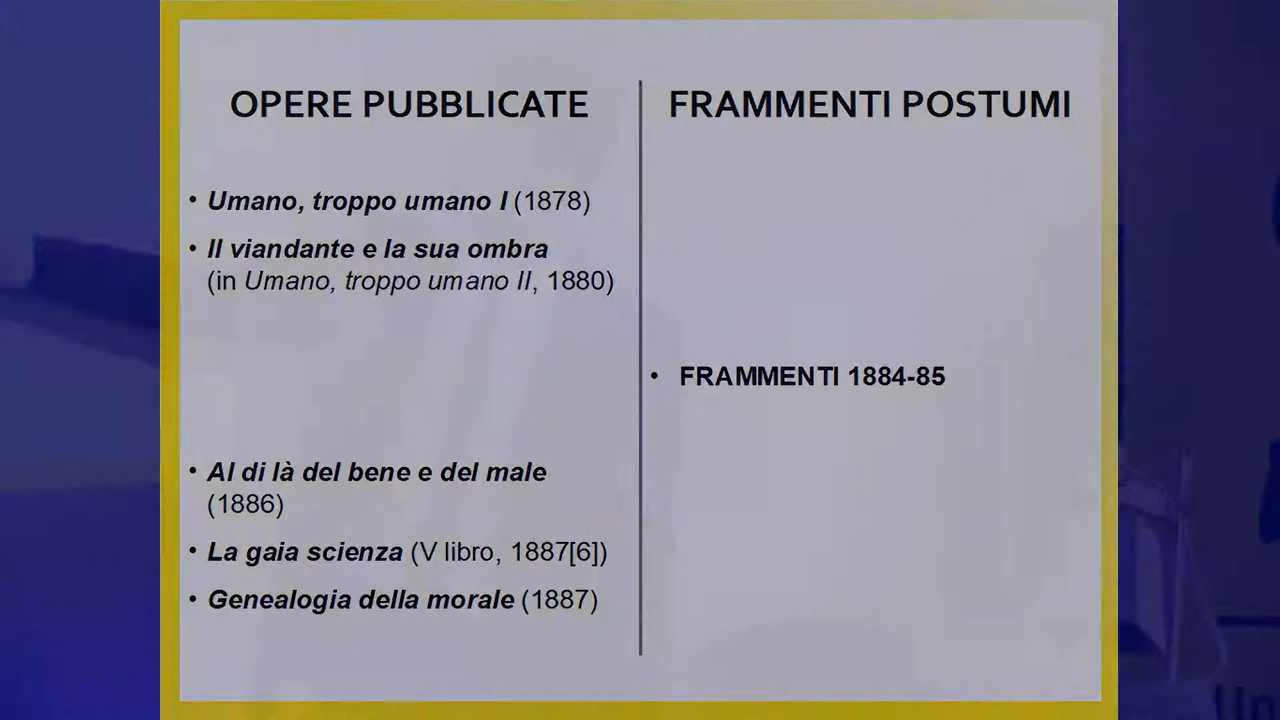 OPERE PUBBLICATE
• Umano, troppo umano I (1878)
• Il viandante e la sua ombra
(in Umano, troppo umano II, 1880)
• Al di là del bene e del male
(1886)
• La gaia scienza (V libro, 1887[6])
• Genealogia della morale (1887)
FRAMMENTI POSTUMI
• FRAMMENTI 1884-85